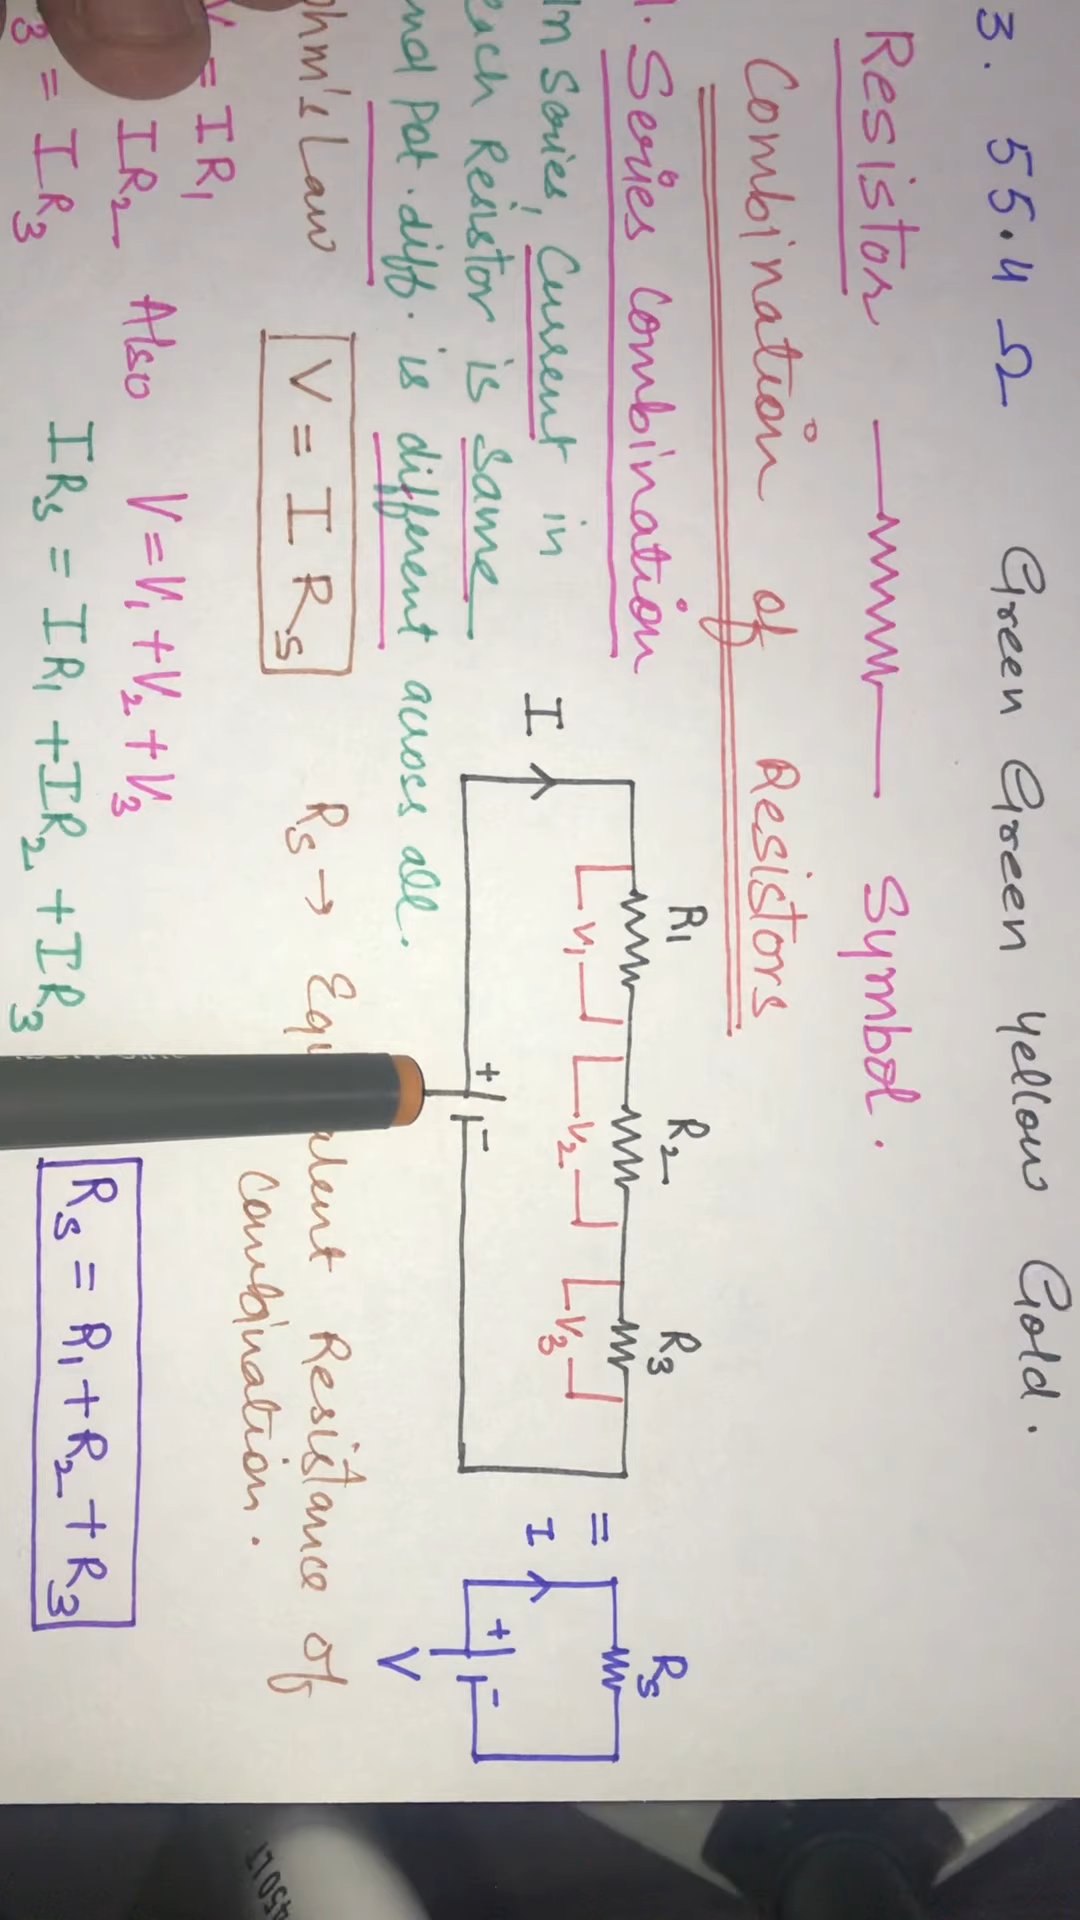 3. 55.4 Ω Green Green yellow Gold.
Resistor Symbol.
Combination of Resistors
1. Series Combination
In Series, Current in
each Resistor is same
and Pot. diff. is different across all.
R1 R2 R3
V1 V2 V3
I
+ -
=
I
Rs
+ -
V
ohm's Law V = I Rs Rs → Equ alent Resistance of
Combination.
V = IR1
IR2 Also V = V1 + V2 + V3
3 = IR3 IRs = IR1 + IR2 + IR3
Rs = R1 + R2 + R3